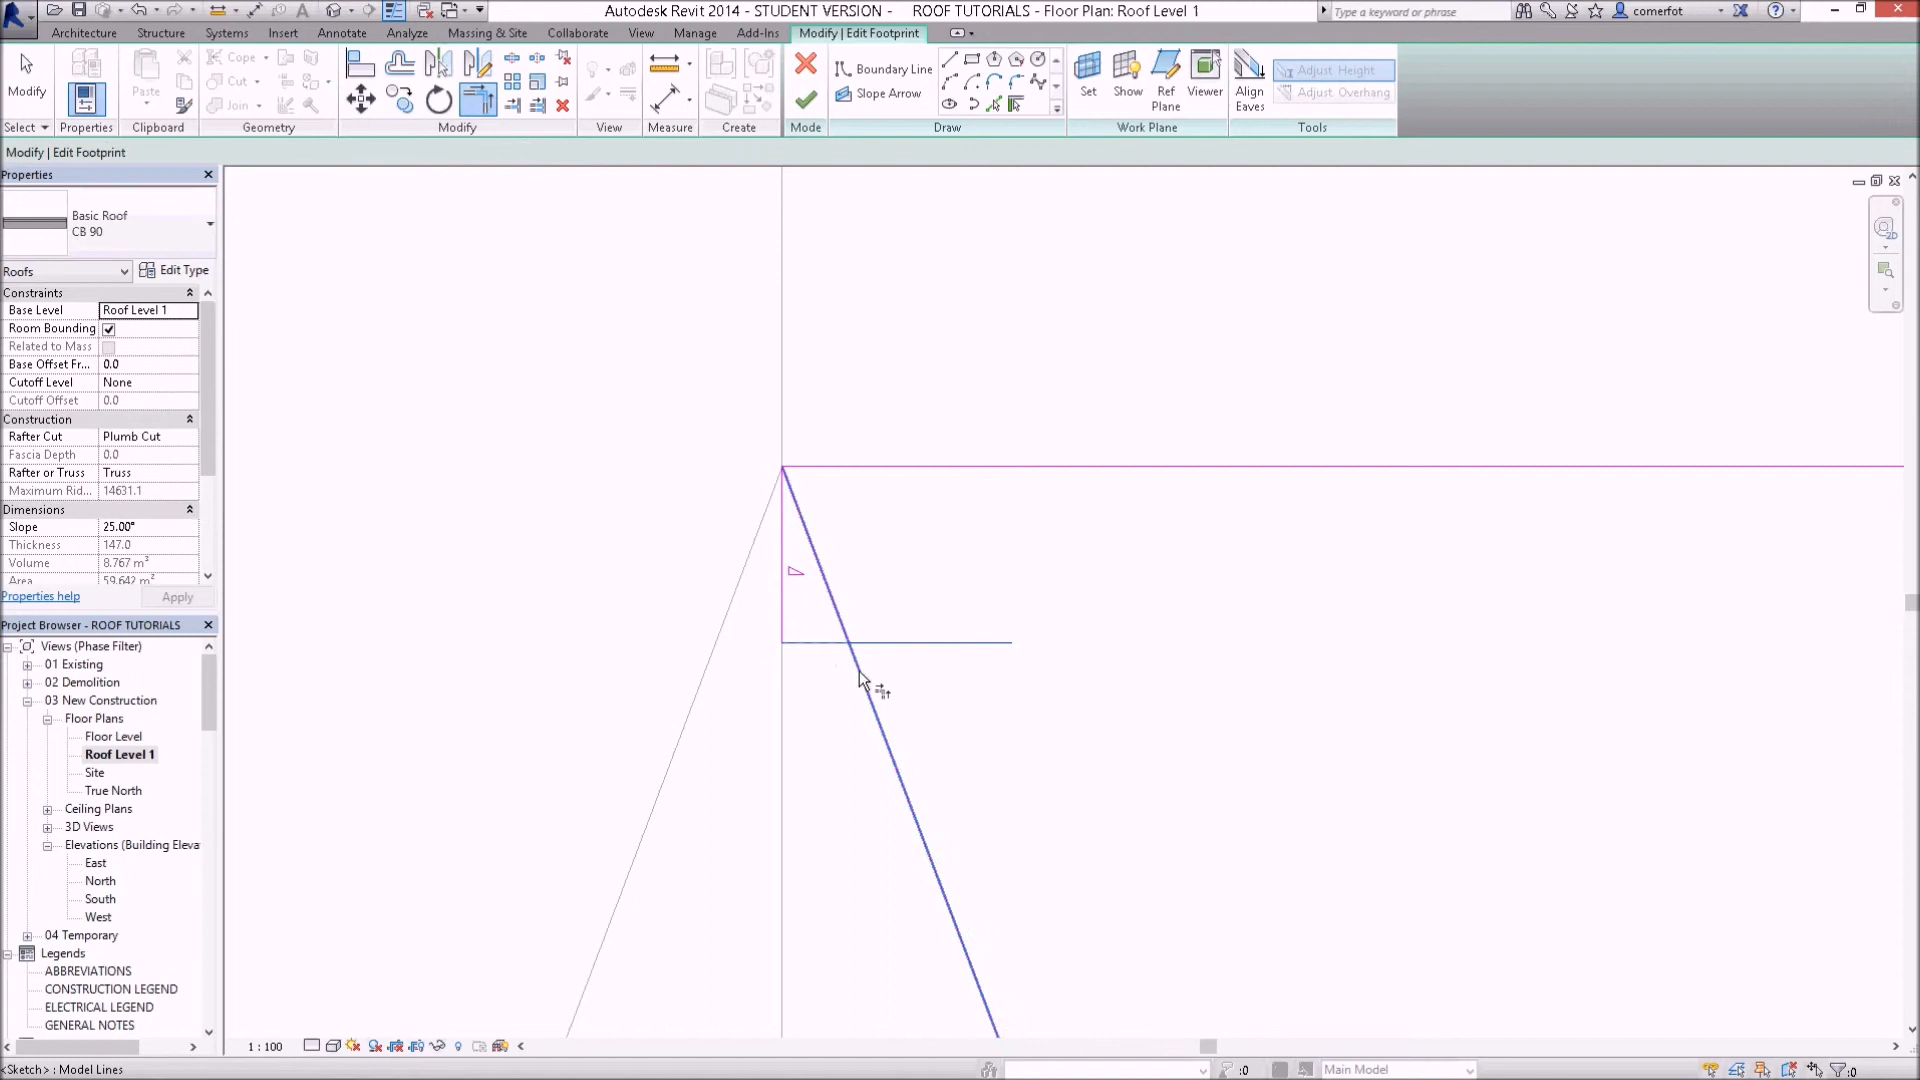 Autodesk Revit 2014 - STUDENT VERSION - ROOF TUTORIALS - Floor Plan: Roof Level 1
Type a keyword or phrase
comerfot
Architecture Structure Systems Insert Annotate Analyze Massing & Site Collaborate View Manage Add-Ins Modify | Edit Footprint
Modify
Paste
Cope
Cut
Join
Boundary Line
Slope Arrow
Set
Show
Ref Plane
Viewer
Align Eaves
Adjust Height
Adjust Overhang
Select Properties Clipboard Geometry Modify View Measure Create Mode Draw Work Plane Tools
Modify | Edit Footprint
Properties
Basic Roof
CB 90
Roofs
Edit Type
Constraints
Base Level Roof Level 1
Room Bounding
Related to Mass
Base Offset Fr... 0.0
Cutoff Level None
Cutoff Offset 0.0
Construction
Rafter Cut Plumb Cut
Fascia Depth 0.0
Rafter or Truss Truss
Maximum Rid... 14631.1
Dimensions
Slope 25.00°
Thickness 147.0
Volume 8.767 m³
Area 59.642 m²
Properties help
Apply
Project Browser - ROOF TUTORIALS
Views (Phase Filter)
01 Existing
02 Demolition
03 New Construction
Floor Plans
Floor Level
Roof Level 1
Site
True North
Ceiling Plans
3D Views
Elevations (Building Eleva
East
North
South
West
04 Temporary
Legends
ABBREVIATIONS
CONSTRUCTION LEGEND
ELECTRICAL LEGEND
GENERAL NOTES
2D
1 : 100
<Sketch> : Model Lines
:0
Main Model
:0